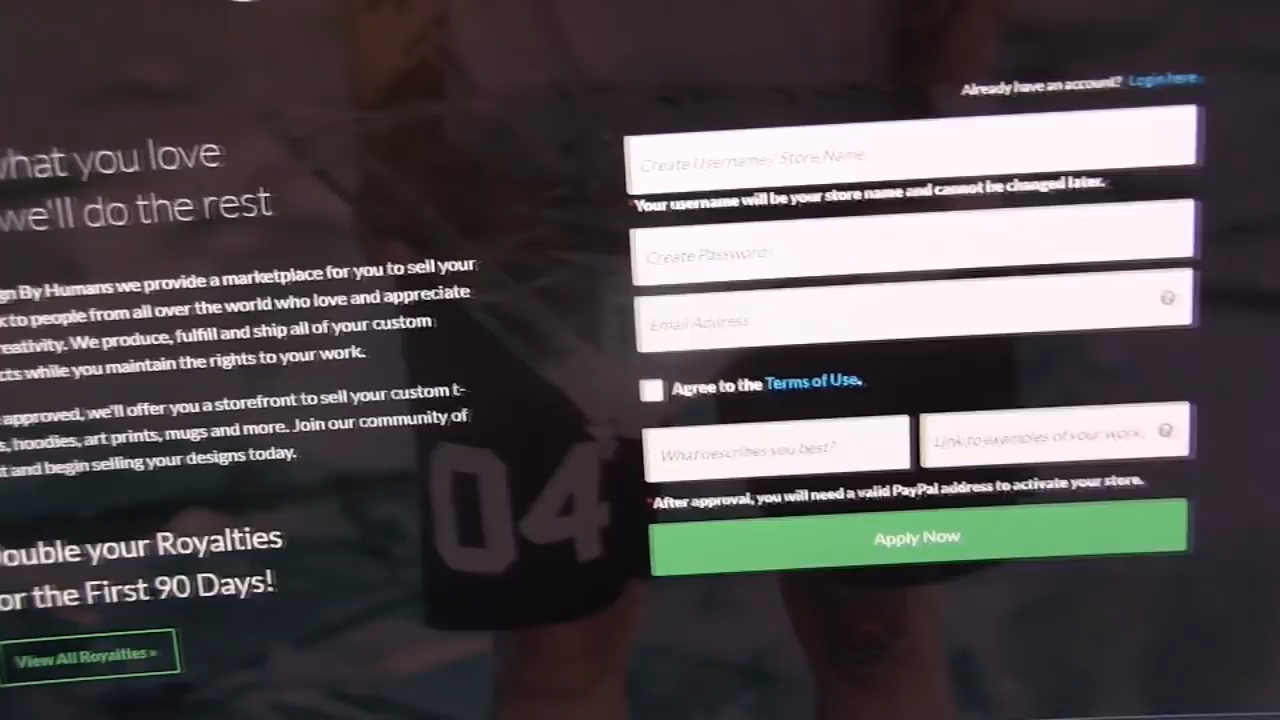 Already have an account? Login here
what you love
we'll do the rest
Create Username / Store Name
*Your username will be your store name and cannot be changed later.
Create Password
Email Address
gn By Humans we provide a marketplace for you to sell your
k to people from all over the world who love and appreciate
reativity. We produce, fulfill and ship all of your custom
cts while you maintain the rights to your work.
Agree to the Terms of Use.
approved, we'll offer you a storefront to sell your custom t-
s, hoodies, art prints, mugs and more. Join our community of
t and begin selling your designs today.
What describes you best?
Link to examples of your work
*After approval, you will need a valid PayPal address to activate your store.
04
Apply Now
ouble your Royalties
or the First 90 Days!
View All Royalties »